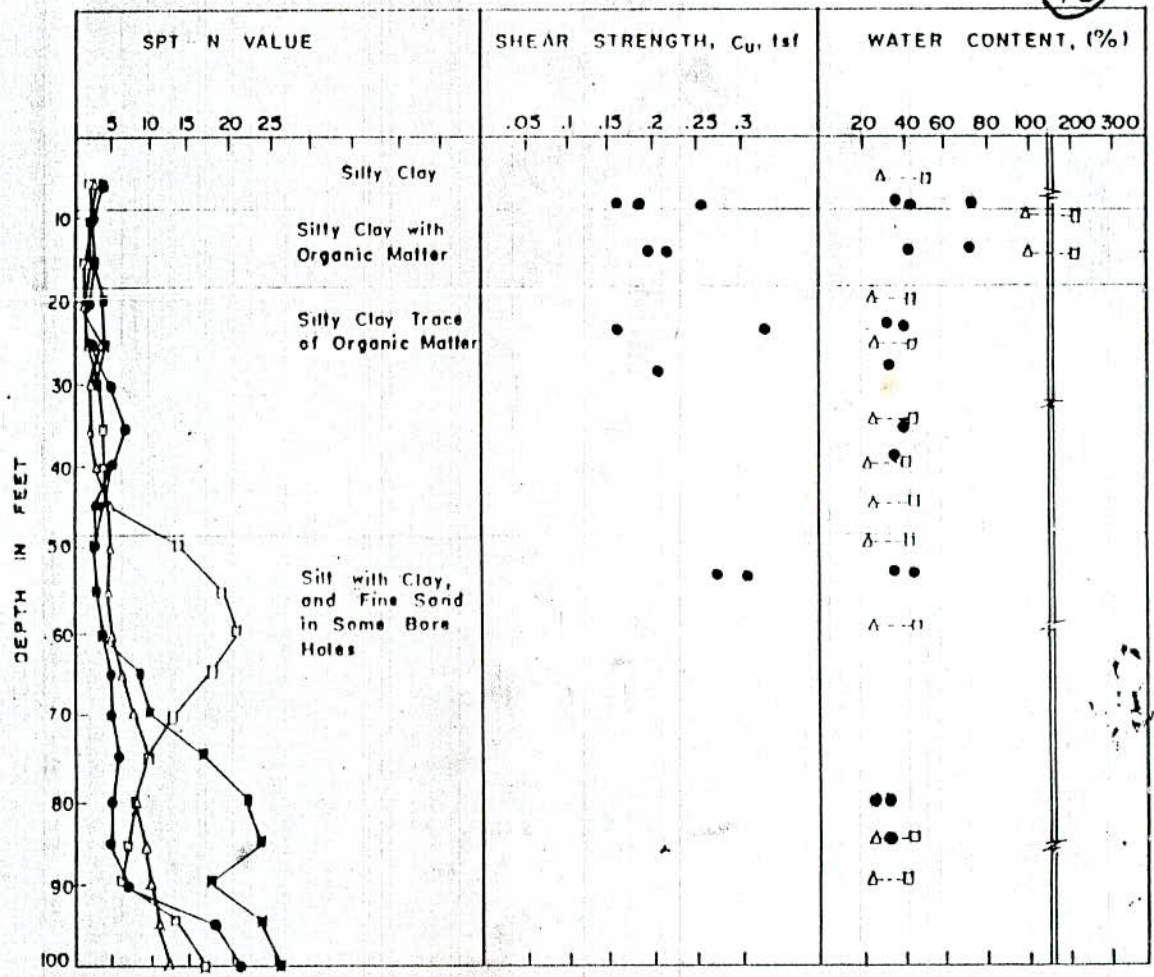 SPT N VALUE
SHEAR STRENGTH, Cu, tsf
WATER CONTENT, (%)
5 10 15 20 25
.05 .1 .15 .2 .25 .3
20 40 60 80 100 200 300
DEPTH IN FEET
10
20
30
40
50
60
70
80
90
100
Silty Clay
Silty Clay with
Organic Matter
Silty Clay Trace
of Organic Matter
Silt with Clay,
and Fine Sand
in Some Bore
Holes